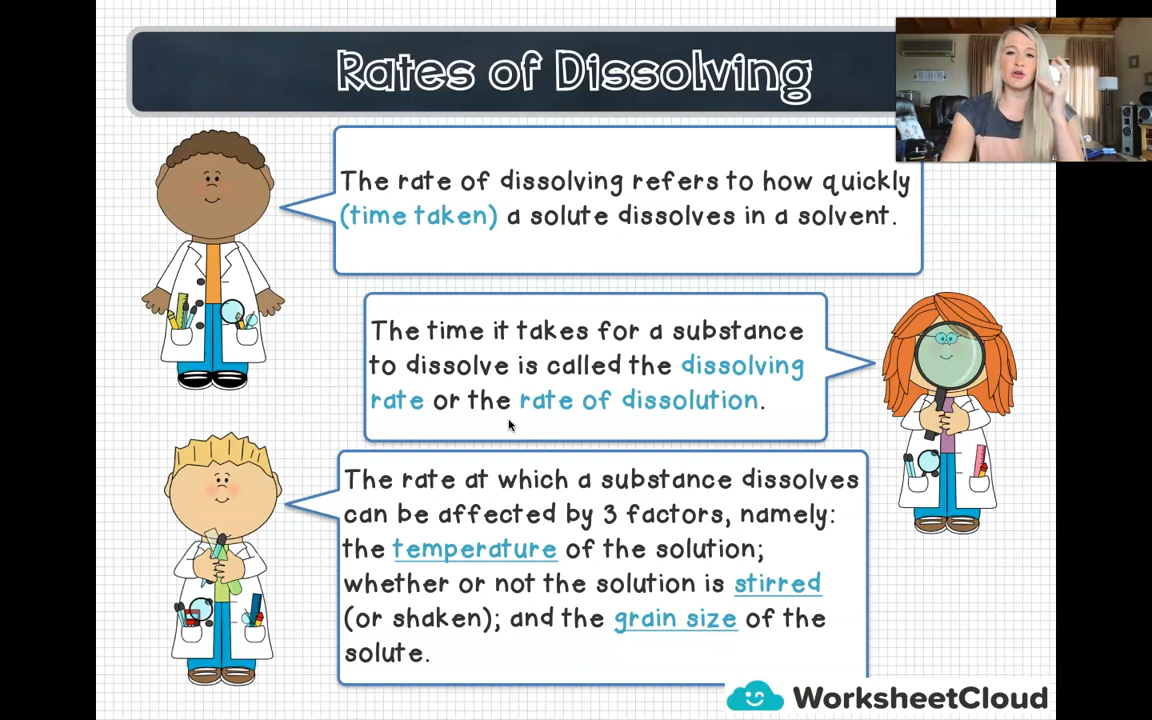 Rates of Dissolving
The rate of dissolving refers to how quickly
(time taken) a solute dissolves in a solvent.
The time it takes for a substance
to dissolve is called the dissolving
rate or the rate of dissolution.
The rate at which a substance dissolves
can be affected by 3 factors, namely:
the temperature of the solution;
whether or not the solution is stirred
(or shaken); and the grain size of the
solute.
WorksheetCloud